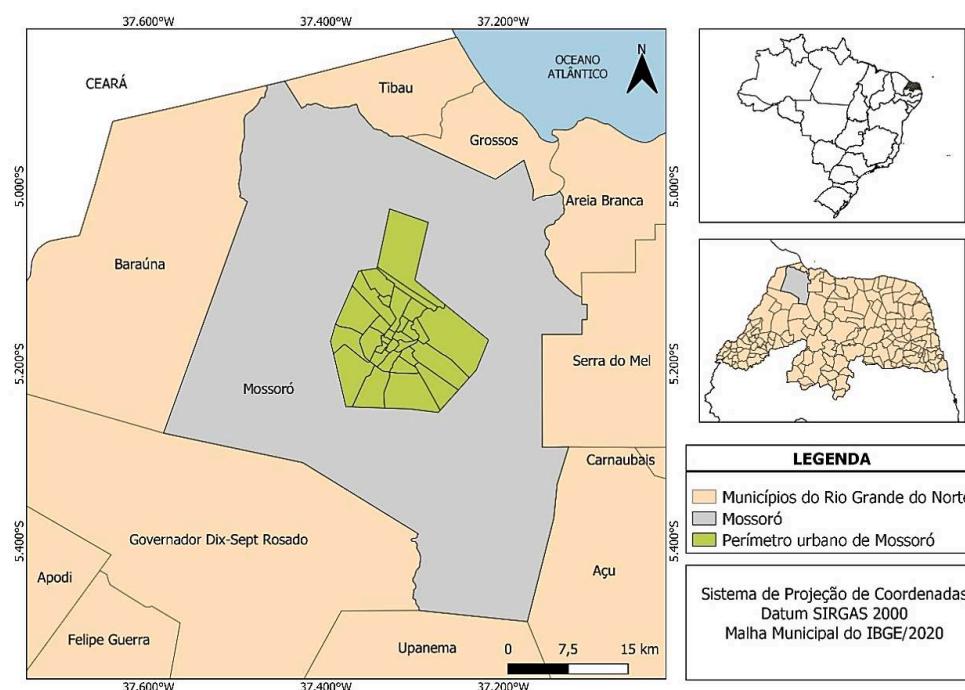 37.600°W
37.400°W
37.200°W
OCEANO
ATLÂNTICO
N
CEARÁ
Tibau
Grossos
5.000°S
5.000°S
Areia Branca
Baraúna
5.200°S
5.200°S
Serra do Mel
Mossoró
Carnaubais
5.400°S
5.400°S
Governador Dix-Sept Rosado
Apodi
Açu
Felipe Guerra
Upanema
0 7,5 15 km
37.600°W
37.400°W
37.200°W
LEGENDA
Municípios do Rio Grande do Norte
Mossoró
Perímetro urbano de Mossoró
Sistema de Projeção de Coordenadas
Datum SIRGAS 2000
Malha Municipal do IBGE/2020